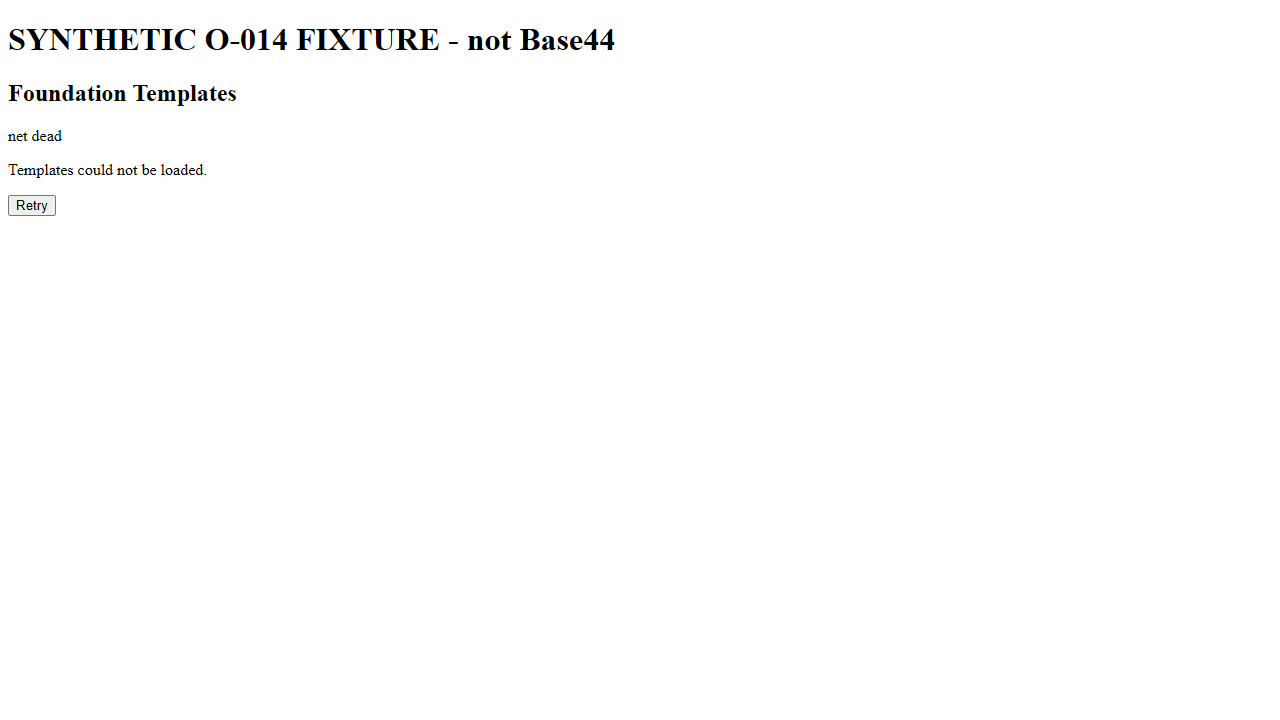 SYNTHETIC O-014 FIXTURE - not Base44
Foundation Templates
net dead
Templates could not be loaded.
Retry